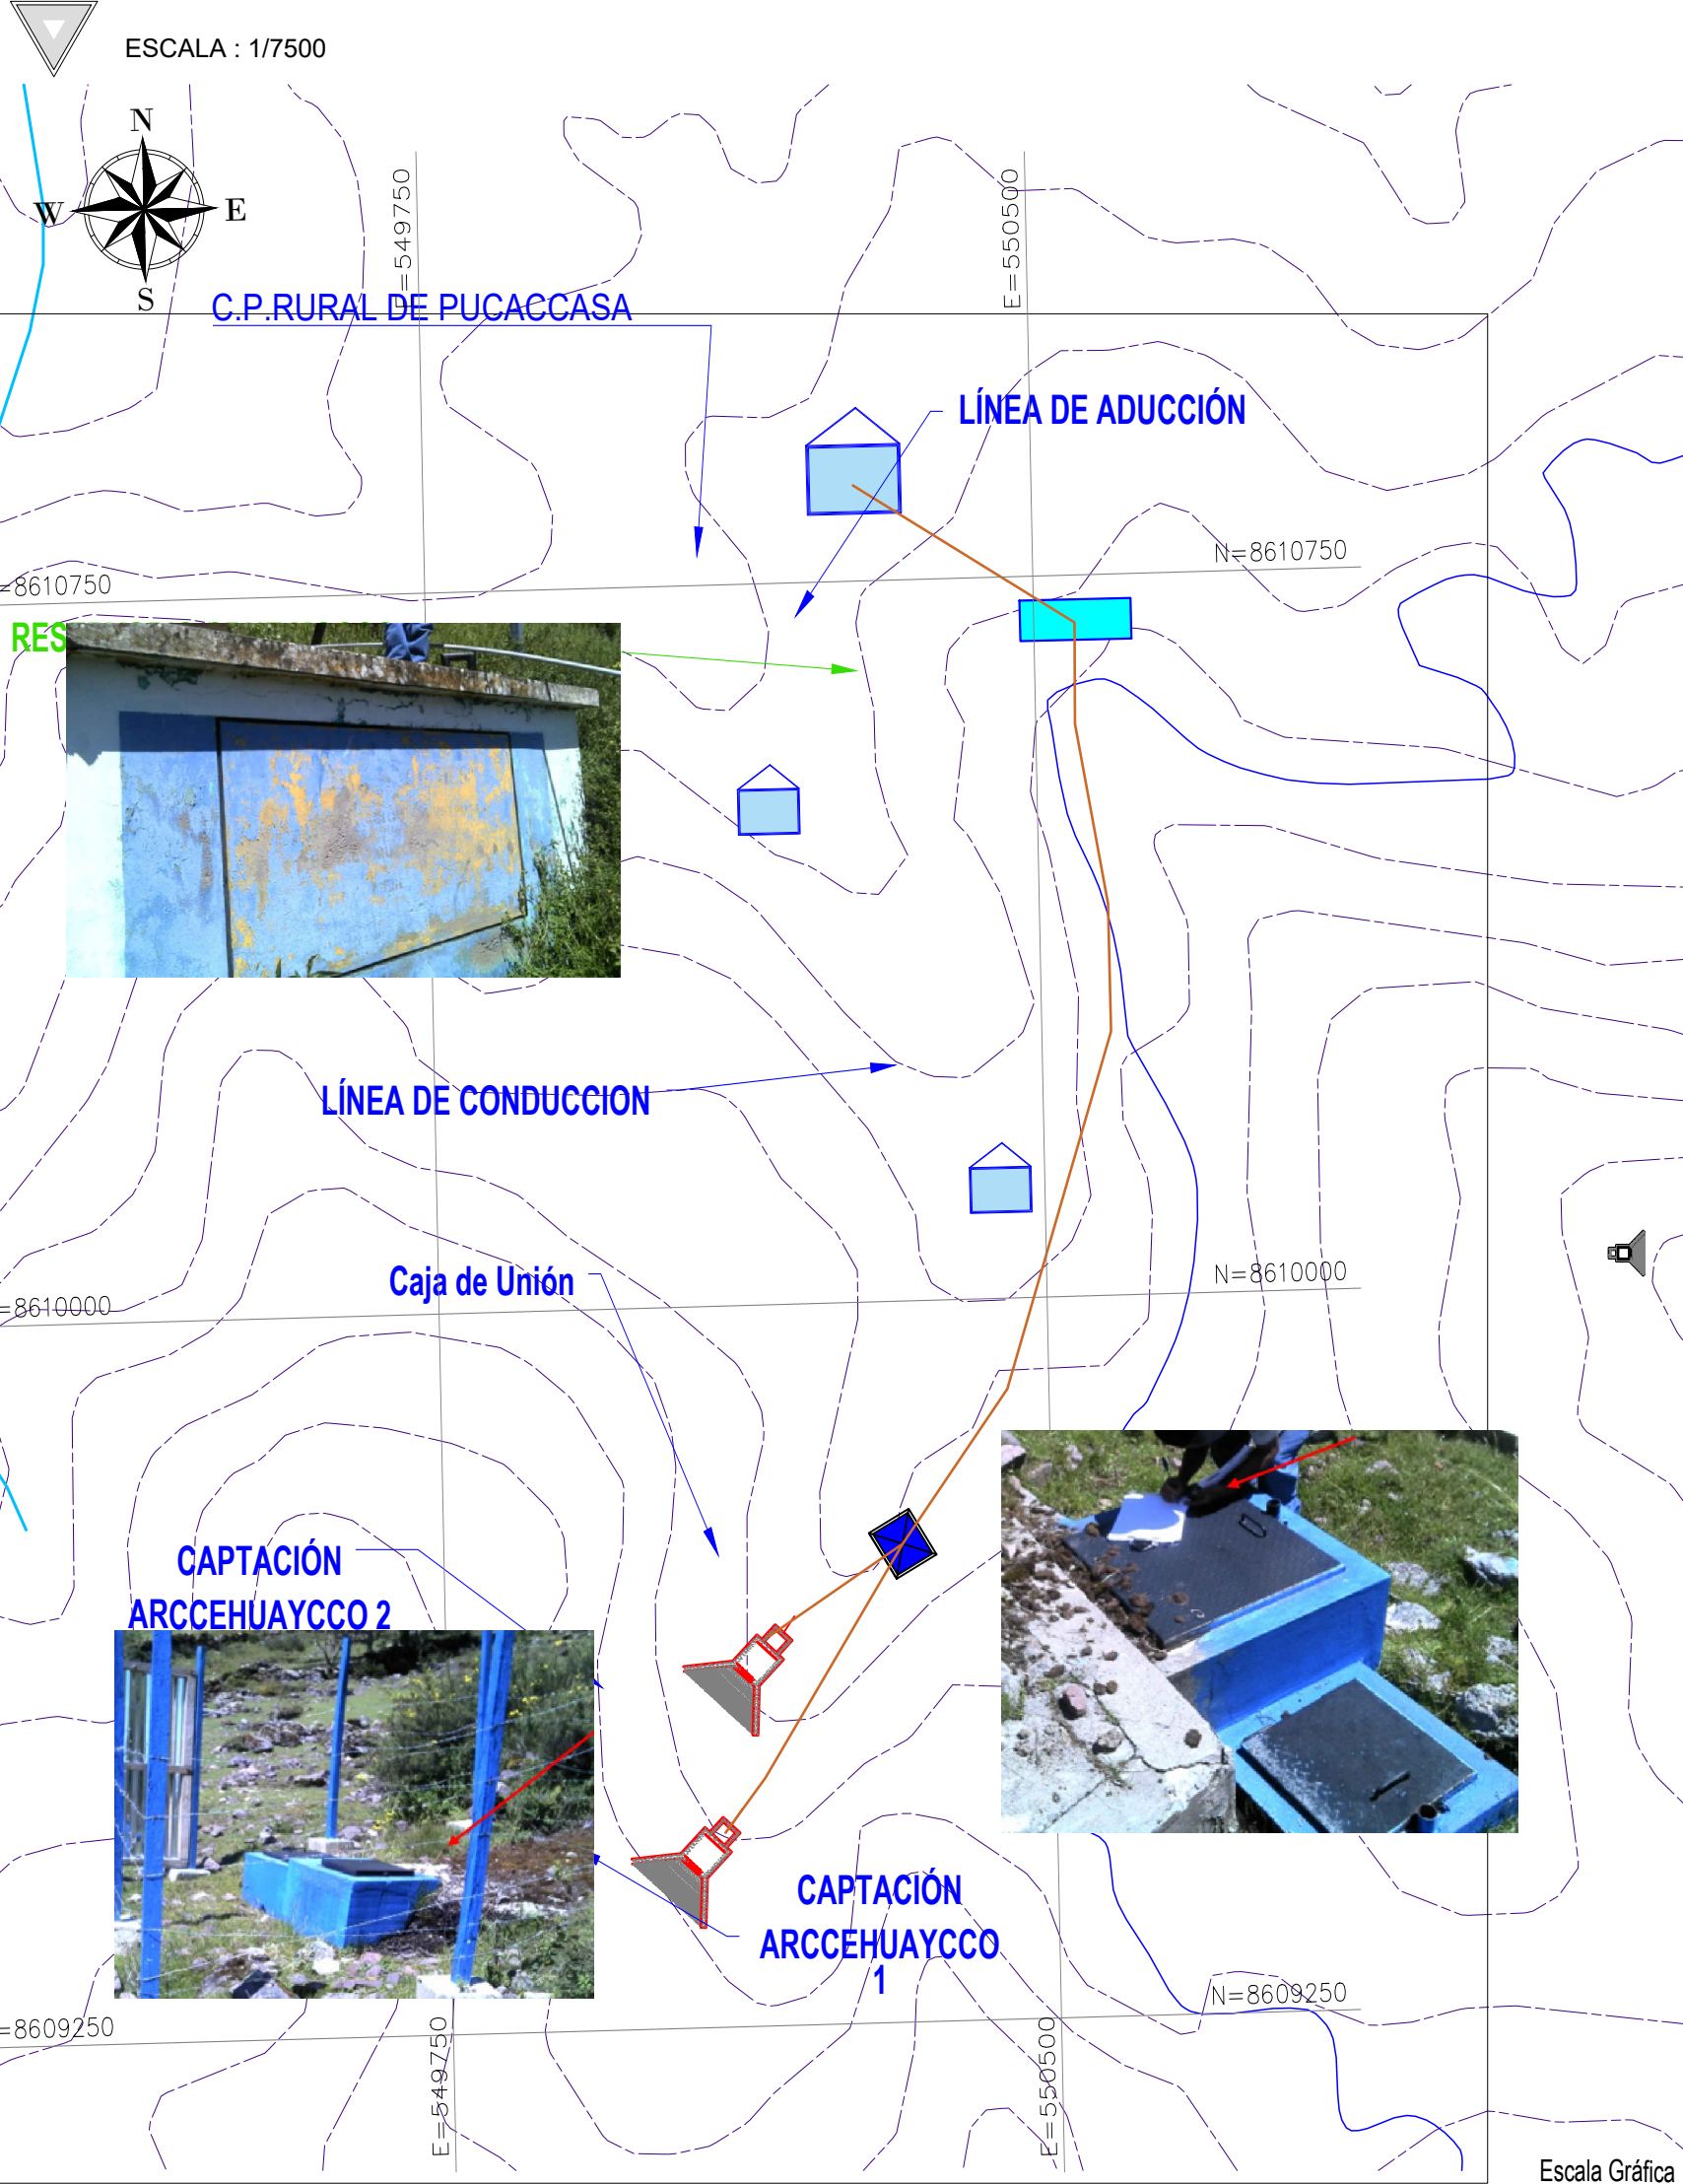 ESCALA : 1/7500
N
W
E
S
E=549750
E=550500
C.P.RURAL DE PUCACCASA
LÍNEA DE ADUCCIÓN
N=8610750
=8610750
RES
LÍNEA DE CONDUCCION
Caja de Unión
N=8610000
=8610000
CAPTACIÓN
ARCCEHUAYCCO 2
CAPTACIÓN
ARCCEHUAYCCO
1
N=8609250
=8609250
E=549750
E=550500
Escala Gráfica